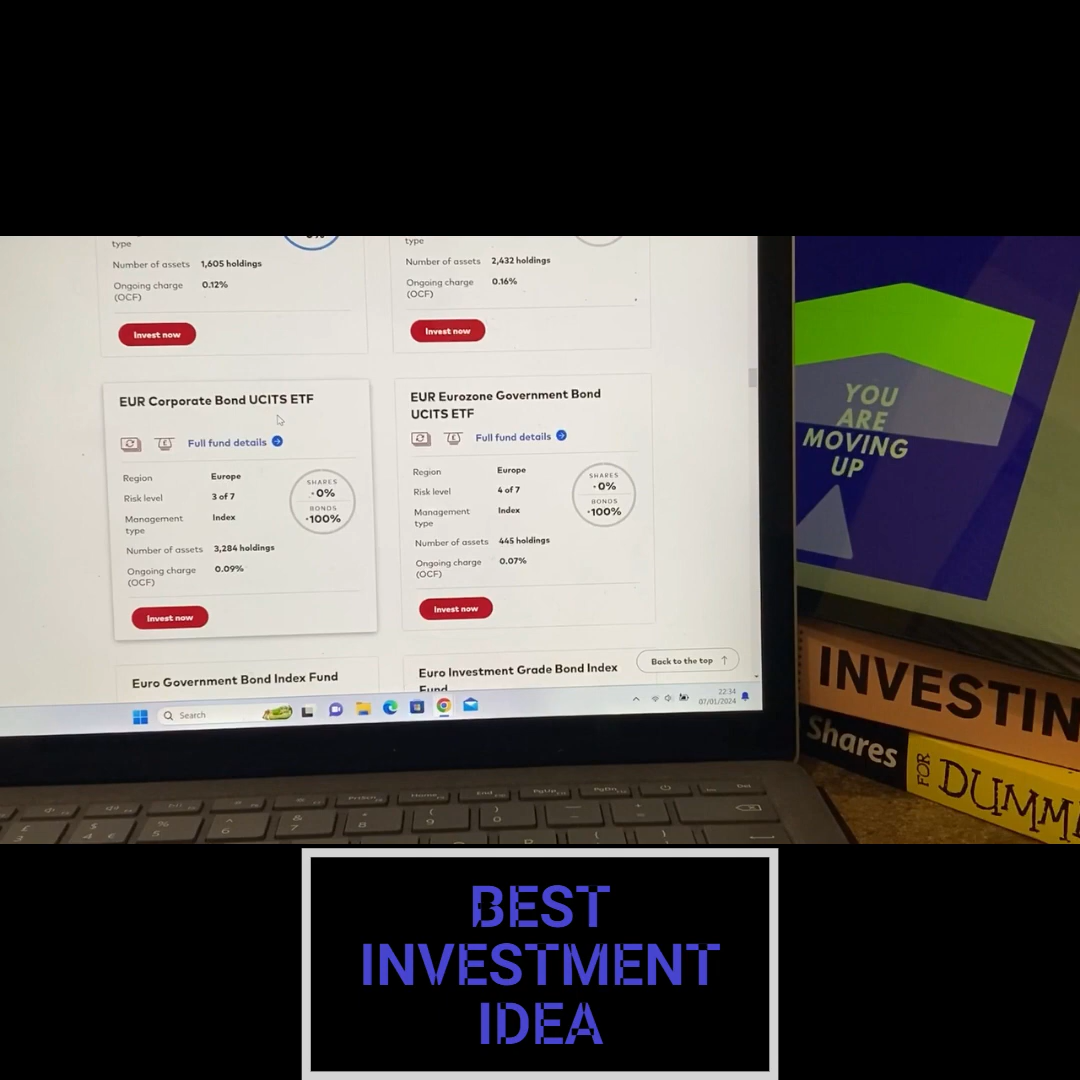 type
Number of assets 1,605 holdings
Ongoing charge 0.12%
(OCF)
Invest now
type
Number of assets 2,432 holdings
Ongoing charge 0.16%
(OCF)
Invest now
EUR Corporate Bond UCITS ETF
Full fund details
Region Europe
Risk level 3 of 7
Management Index
type
Number of assets 3,284 holdings
Ongoing charge 0.09%
(OCF)
SHARES
0%
BONDS
100%
Invest now
EUR Eurozone Government Bond
UCITS ETF
Full fund details
Region Europe
Risk level 4 of 7
Management Index
type
Number of assets 445 holdings
Ongoing charge 0.07%
(OCF)
SHARES
0%
BONDS
100%
Invest now
Euro Government Bond Index Fund
Euro Investment Grade Bond Index
Fund
Back to the top
Search
22:34
07/01/2024
YOU
ARE
MOVING
UP
INVESTIN
Shares
FOR
DUMM
Home
End
PgUp
BEST
INVESTMENT
IDEA